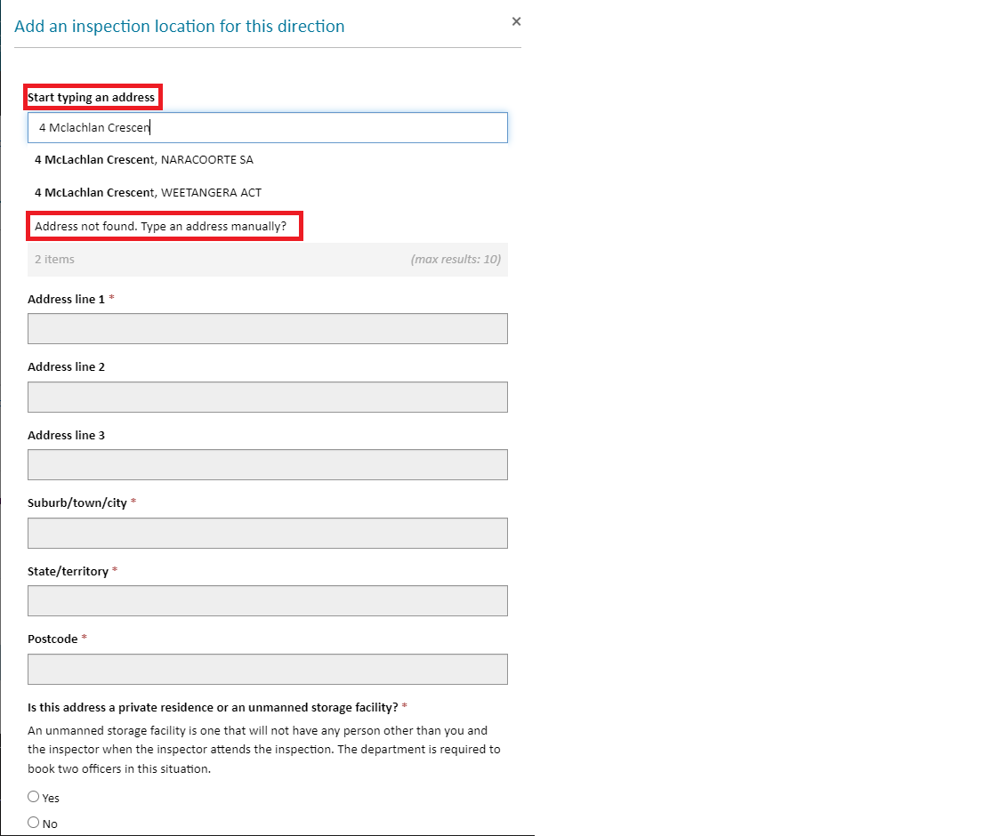 Add an inspection location for this direction
×
Start typing an address
4 Mclachlan Crescen
4 McLachlan Crescent, NARACOORTE SA
4 McLachlan Crescent, WEETANGERA ACT
Address not found. Type an address manually?
2 items (max results: 10)
Address line 1 *
Address line 2
Address line 3
Suburb/town/city *
State/territory *
Postcode *
Is this address a private residence or an unmanned storage facility? *
An unmanned storage facility is one that will not have any person other than you and
the inspector when the inspector attends the inspection. The department is required to
book two officers in this situation.
Yes
No